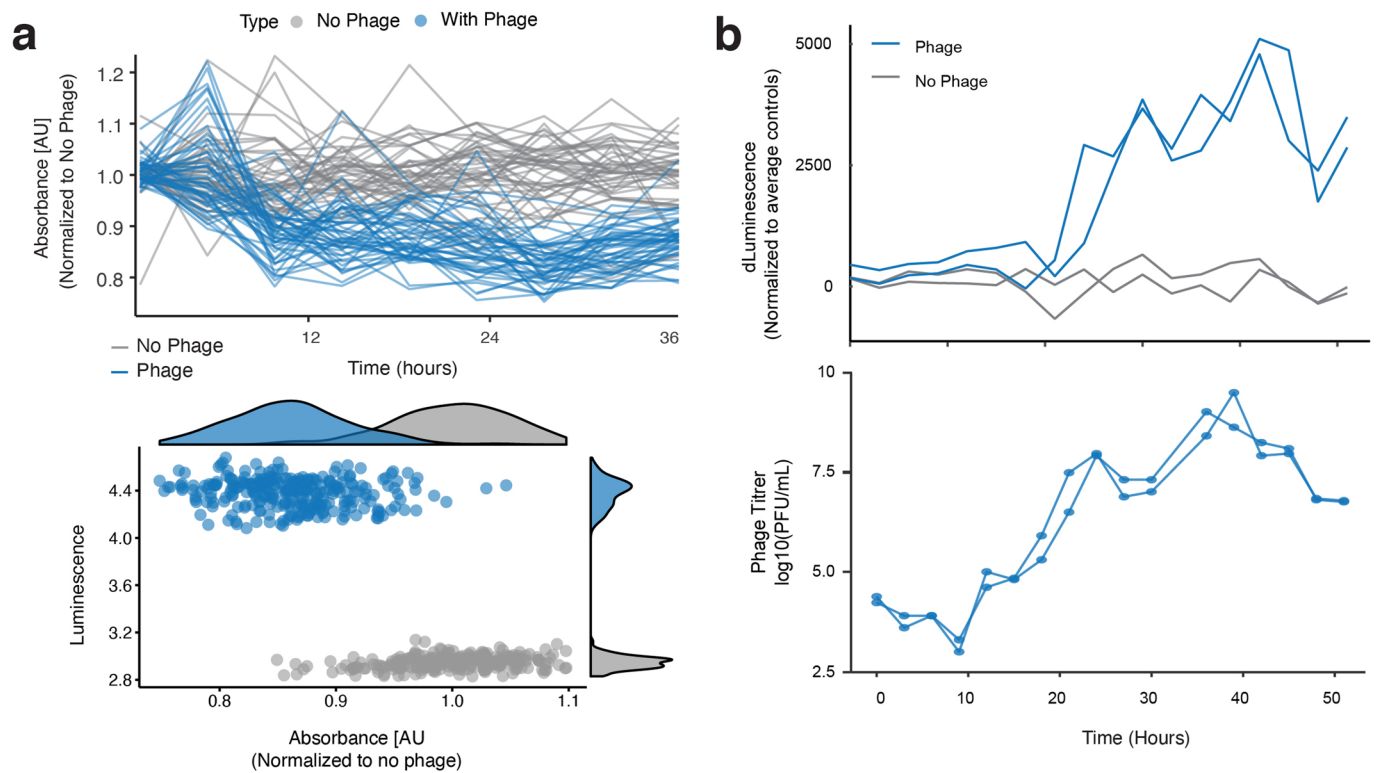 a
Type No Phage With Phage
Absorbance [AU]
(Normalized to No Phage)
1.2
1.1
1.0
0.9
0.8
12 24 36
Time (hours)
No Phage
Phage
Luminescence
4.4
4.0
3.6
3.2
2.8
0.8 0.9 1.0 1.1
Absorbance [AU
(Normalized to no phage)
b
dLuminescence
(Normalized to average controls)
5000
2500
0
Phage
No Phage
Phage Titrer
log10(PFU/mL)
10
7.5
5.0
2.5
0 10 20 30 40 50
Time (Hours)